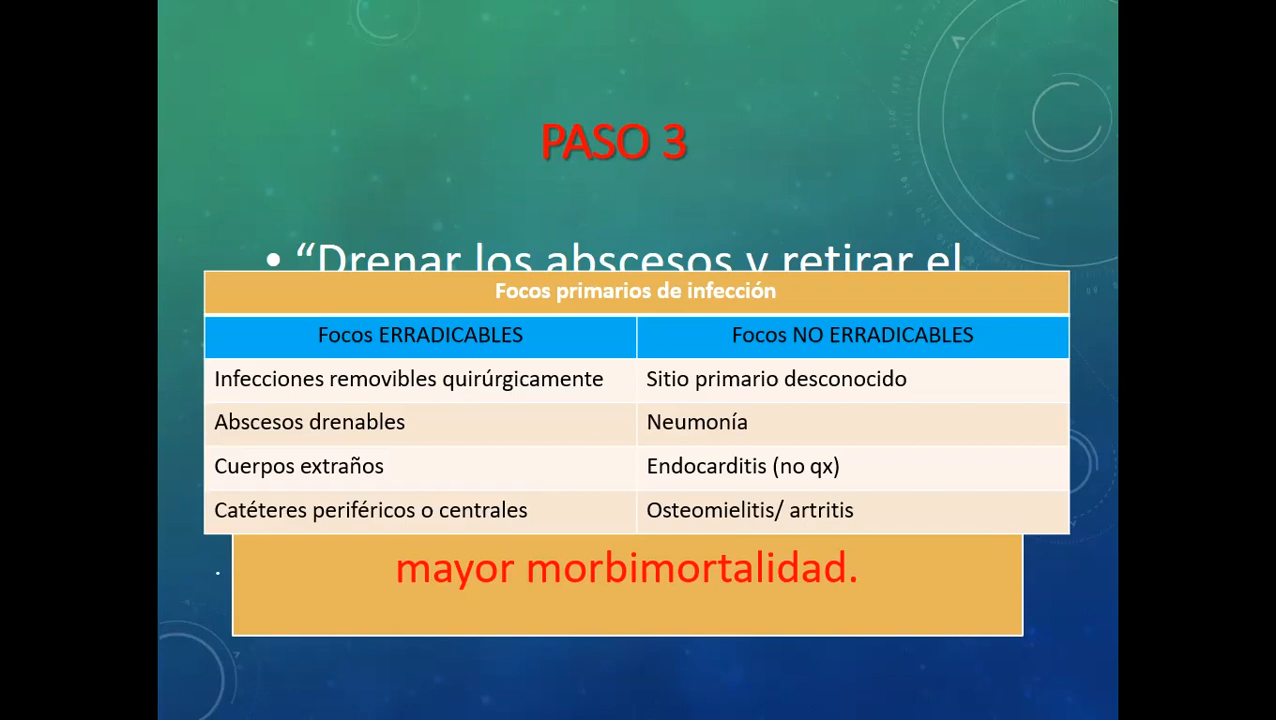 PASO 3
• “Drenar los abscesos y retirar el
Focos primarios de infección
Focos ERRADICABLES Focos NO ERRADICABLES
Infecciones removibles quirúrgicamente Sitio primario desconocido
Abscesos drenables Neumonía
Cuerpos extraños Endocarditis (no qx)
Catéteres periféricos o centrales Osteomielitis/ artritis
mayor morbimortalidad.
.